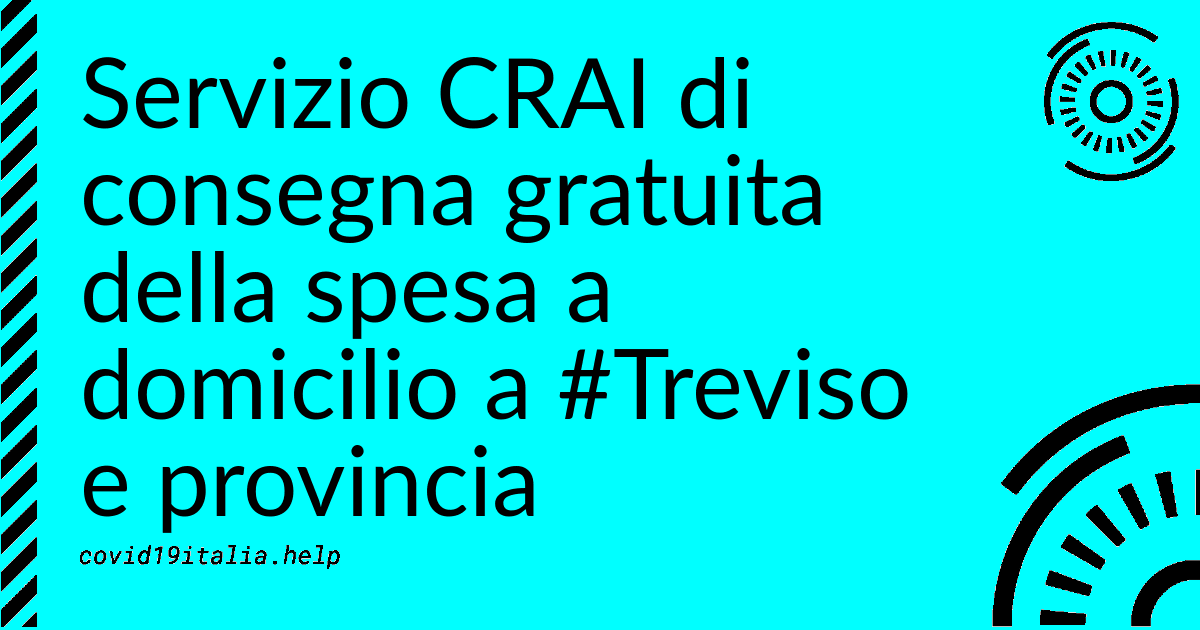 Servizio CRAI di
consegna gratuita
della spesa a
domicilio a #Treviso
e provincia
covid19italia.help